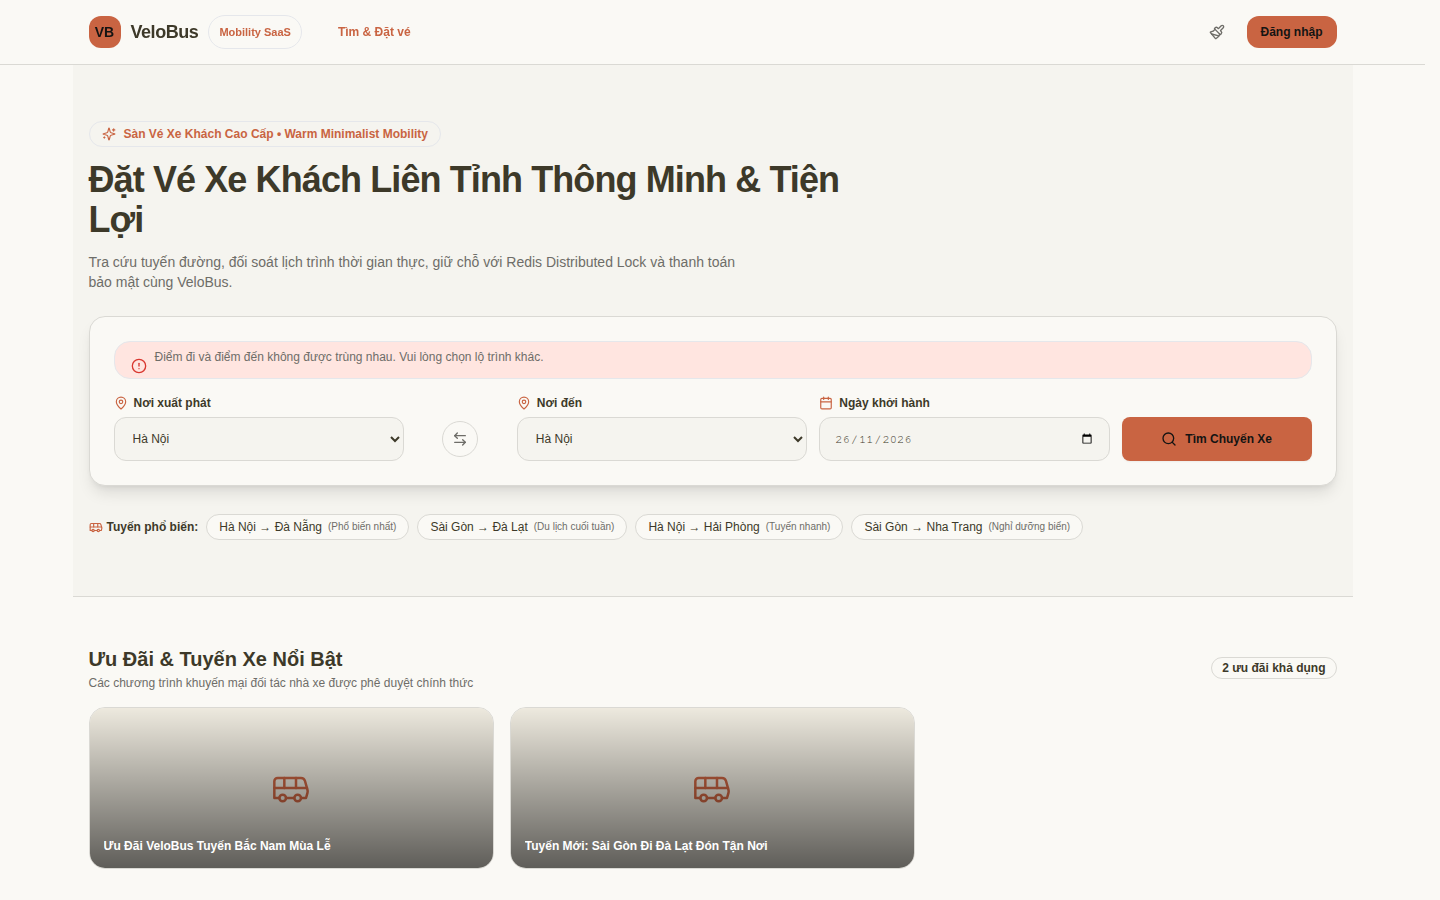 VB VeloBus Mobility SaaS Tìm & Đặt vé Đăng nhập
Sàn Vé Xe Khách Cao Cấp • Warm Minimalist Mobility
Đặt Vé Xe Khách Liên Tỉnh Thông Minh & Tiện
Lợi
Tra cứu tuyến đường, đối soát lịch trình thời gian thực, giữ chỗ với Redis Distributed Lock và thanh toán
bảo mật cùng VeloBus.
Điểm đi và điểm đến không được trùng nhau. Vui lòng chọn lộ trình khác.
Nơi xuất phát Nơi đến Ngày khởi hành
Hà Nội Hà Nội 26/11/2026 Tìm Chuyến Xe
Tuyến phổ biến: Hà Nội → Đà Nẵng (Phổ biến nhất) Sài Gòn → Đà Lạt (Du lịch cuối tuần) Hà Nội → Hải Phòng (Tuyến nhanh) Sài Gòn → Nha Trang (Nghỉ dưỡng biển)
Ưu Đãi & Tuyến Xe Nổi Bật
2 ưu đãi khả dụng
Các chương trình khuyến mại đối tác nhà xe được phê duyệt chính thức
Ưu Đãi VeloBus Tuyến Bắc Nam Mùa Lễ Tuyến Mới: Sài Gòn Đi Đà Lạt Đón Tận Nơi